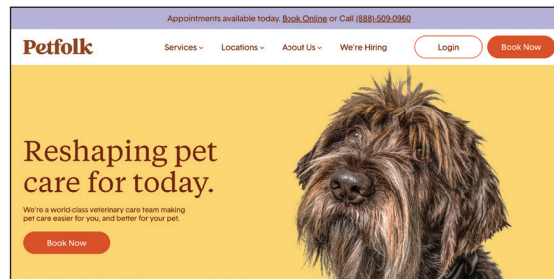 Appointments available today. Book Online or Call (888)-509-0960
Petfolk
Services Locations Aoout Us We're Hiring Login Book Now
Reshaping pet
care for today.
We're a world-class veterinary care team making
pet care easier for you, and better for your pet.
Book Now